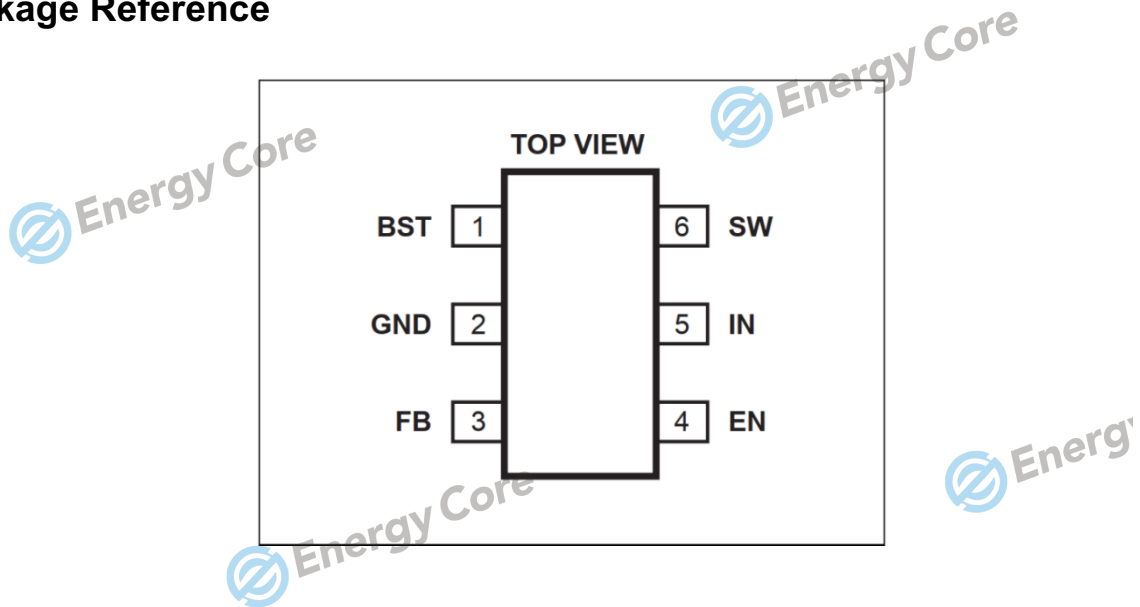 kage Reference
Energy Core
TOP VIEW
Energy Core
BST 1 6 SW
GND 2 5 IN
FB 3 4 EN
Energy
Energy Core